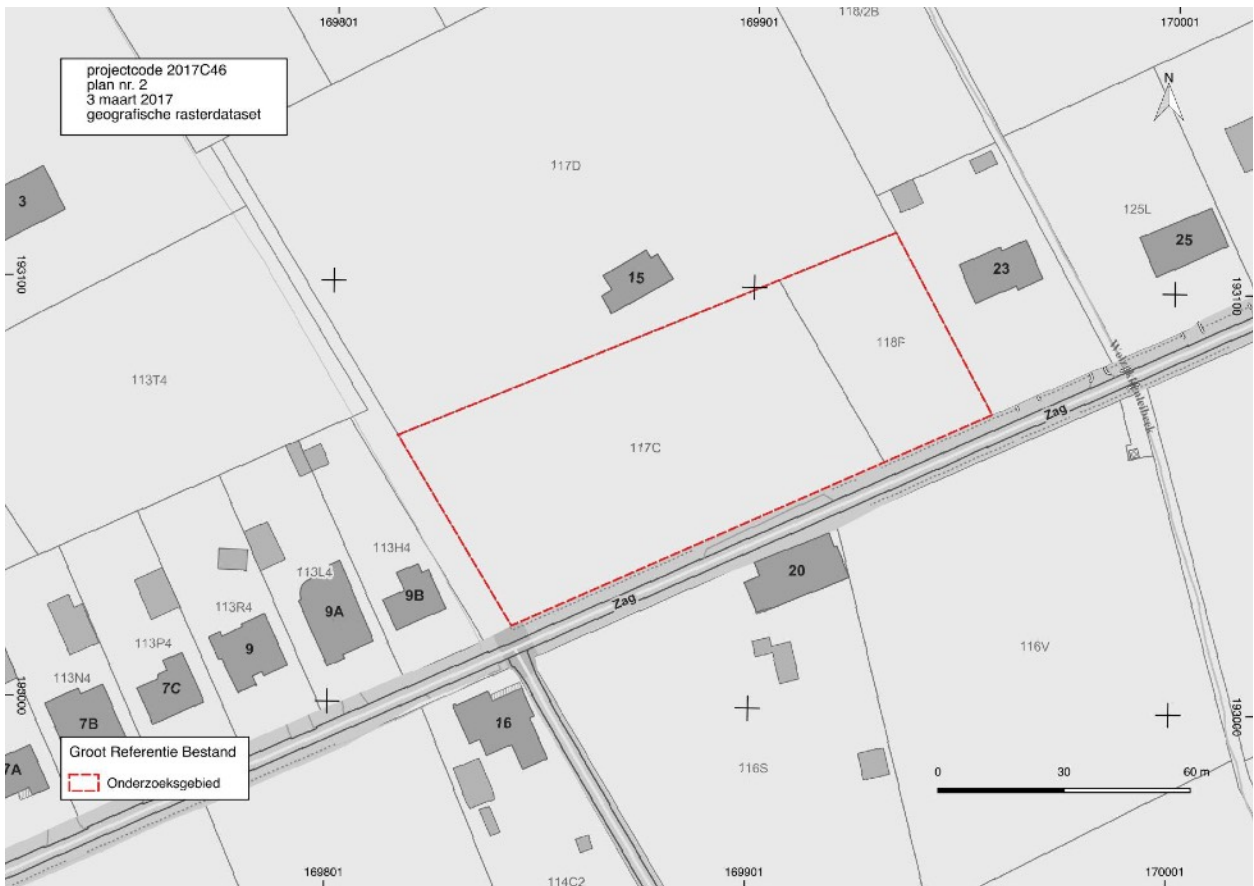 169801
169901
118/2B
170001
projectcode 2017C46
plan nr. 2
3 maart 2017
geografische rasterdataset
N
117D
3
125L
25
15
23
193100
193100
118F
113T4
Zag
117C
113H4
20
113L4
Zag
9B
9A
113R4
116V
113P4
9
7C
113N4
16
193000
7B
193000
Groot Referentie Bestand
7A
116S
0 30 60 m
Onderzoeksgebied
169801
169901
170001
114C2